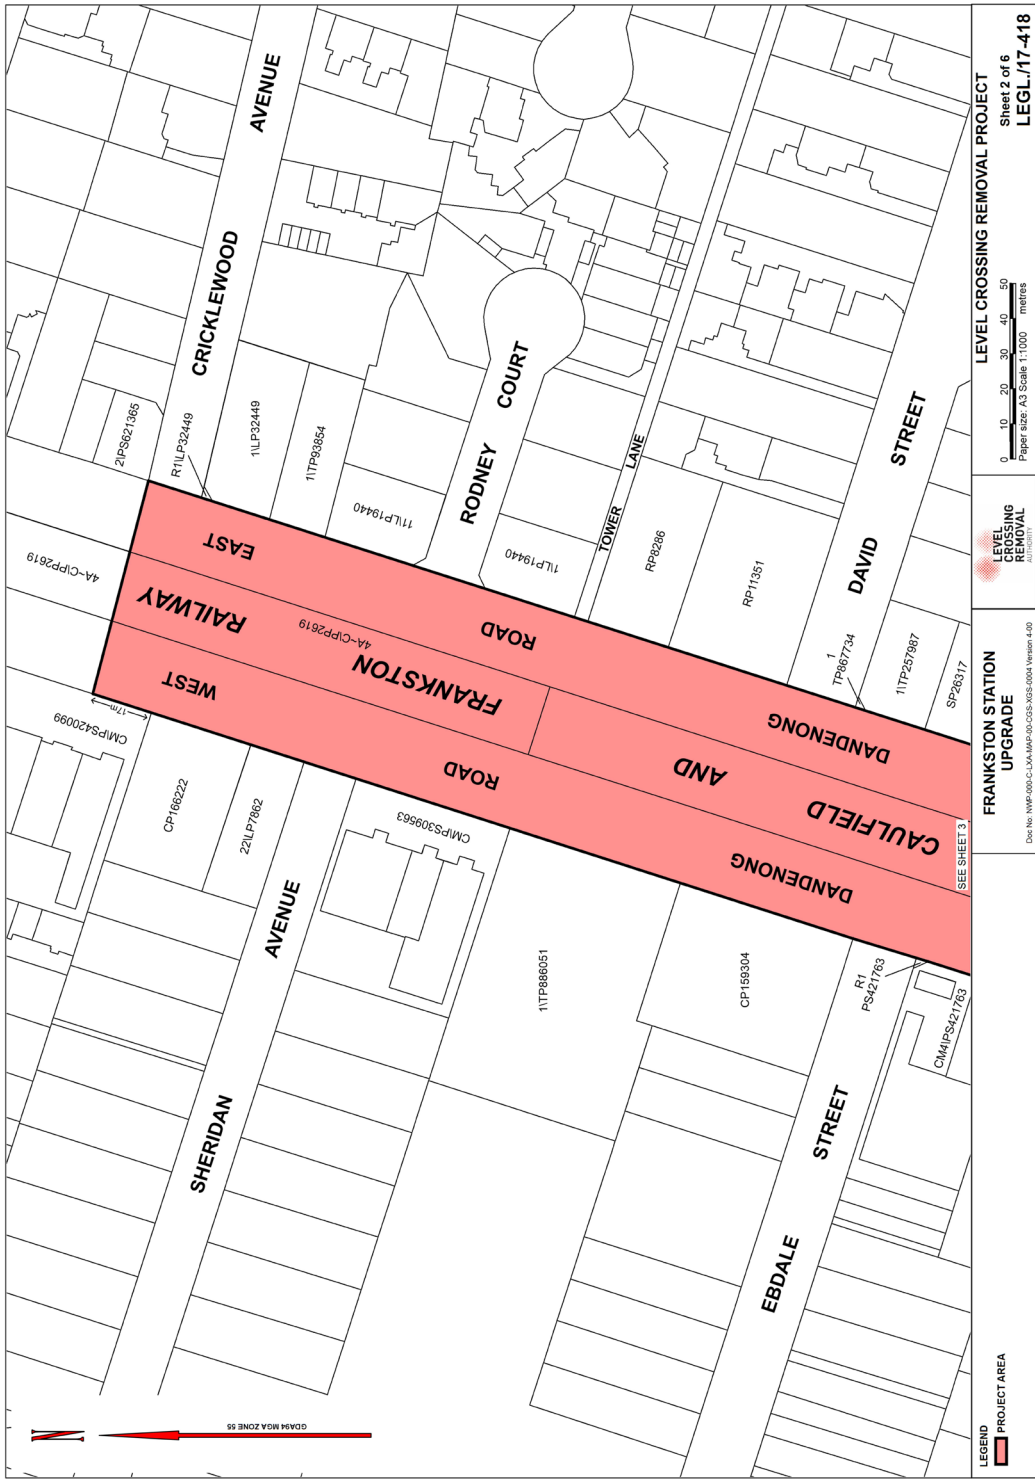 CRICKLEWOOD
AVENUE
2\PS621365
R1\LP32449
1\LP32449
1\TP93854
11\LP19440
RODNEY
COURT
1\LP19440
TOWER
LANE
RP8286
RP11351
DAVID
STREET
1
TP867734
1\TP257987
SP26317
4A~C\PP2619
EAST
RAILWAY
4A~C\PP2619
WEST
FRANKSTON
ROAD
ROAD
AND
DANDENONG
CAULFIELD
DANDENONG
SEE SHEET 3
17m
CM\PS420099
CP166222
22\LP7862
SHERIDAN
AVENUE
CM\PS309563
1\TP886051
CP159304
R1
PS421763
CM4\PS421763
EBDALE
STREET
N
GDA94 MGA ZONE 55
LEGEND
PROJECT AREA
FRANKSTON STATION
UPGRADE
Doc No: NWP-000-C-LXA-MAP-00-CGS-XGS-0004 Version 4-00
LEVEL
CROSSING
REMOVAL
AUTHORITY
LEVEL CROSSING REMOVAL PROJECT
0 10 20 30 40 50
metres
Paper size: A3 Scale 1:1000
Sheet 2 of 6
LEGL./17-418